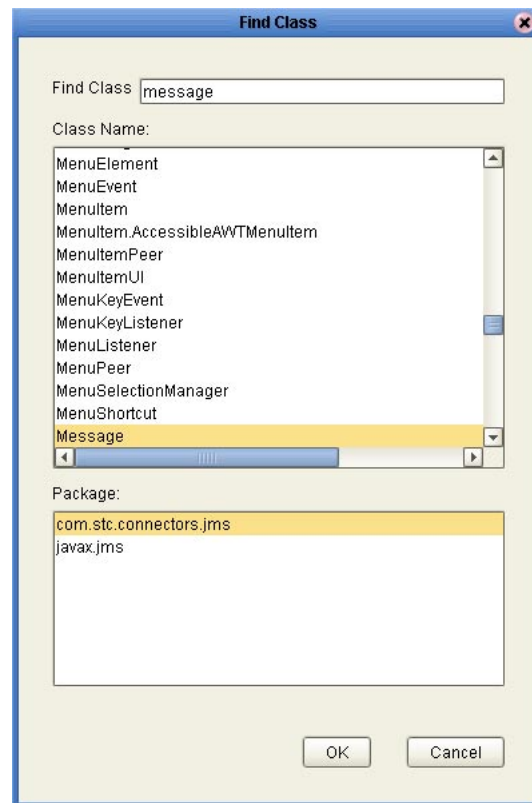 Find Class
Find Class message
Class Name:
MenuElement
MenuEvent
MenuItem
MenuItem.AccessibleAWTMenuItem
MenuItemPeer
MenuItemUI
MenuKeyEvent
MenuKeyListener
MenuListener
MenuPeer
MenuSelectionManager
MenuShortcut
Message
Package:
com.stc.connectors.jms
javax.jms
OK Cancel